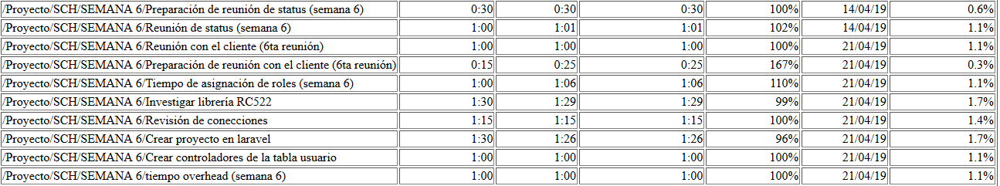 /Proyecto/SCH/SEMANA 6/Preparación de reunión de status (semana 6) 0:30 0:30 0:30 100% 14/04/19 0.6%
/Proyecto/SCH/SEMANA 6/Reunión de status (semana 6) 1:00 1:01 1:01 102% 14/04/19 1.1%
/Proyecto/SCH/SEMANA 6/Reunión con el cliente (6ta reunión) 1:00 1:00 1:00 100% 21/04/19 1.1%
/Proyecto/SCH/SEMANA 6/Preparación de reunión con el cliente (6ta reunión) 0:15 0:25 0:25 167% 21/04/19 0.3%
/Proyecto/SCH/SEMANA 6/Tiempo de asignación de roles (semana 6) 1:00 1:06 1:06 110% 21/04/19 1.1%
/Proyecto/SCH/SEMANA 6/Investigar librería RC522 1:30 1:29 1:29 99% 21/04/19 1.7%
/Proyecto/SCH/SEMANA 6/Revisión de conecciones 1:15 1:15 1:15 100% 21/04/19 1.4%
/Proyecto/SCH/SEMANA 6/Crear proyecto en laravel 1:30 1:26 1:26 96% 21/04/19 1.7%
/Proyecto/SCH/SEMANA 6/Crear controladores de la tabla usuario 1:00 1:00 1:00 100% 21/04/19 1.1%
/Proyecto/SCH/SEMANA 6/tiempo overhead (semana 6) 1:00 1:00 1:00 100% 21/04/19 1.1%